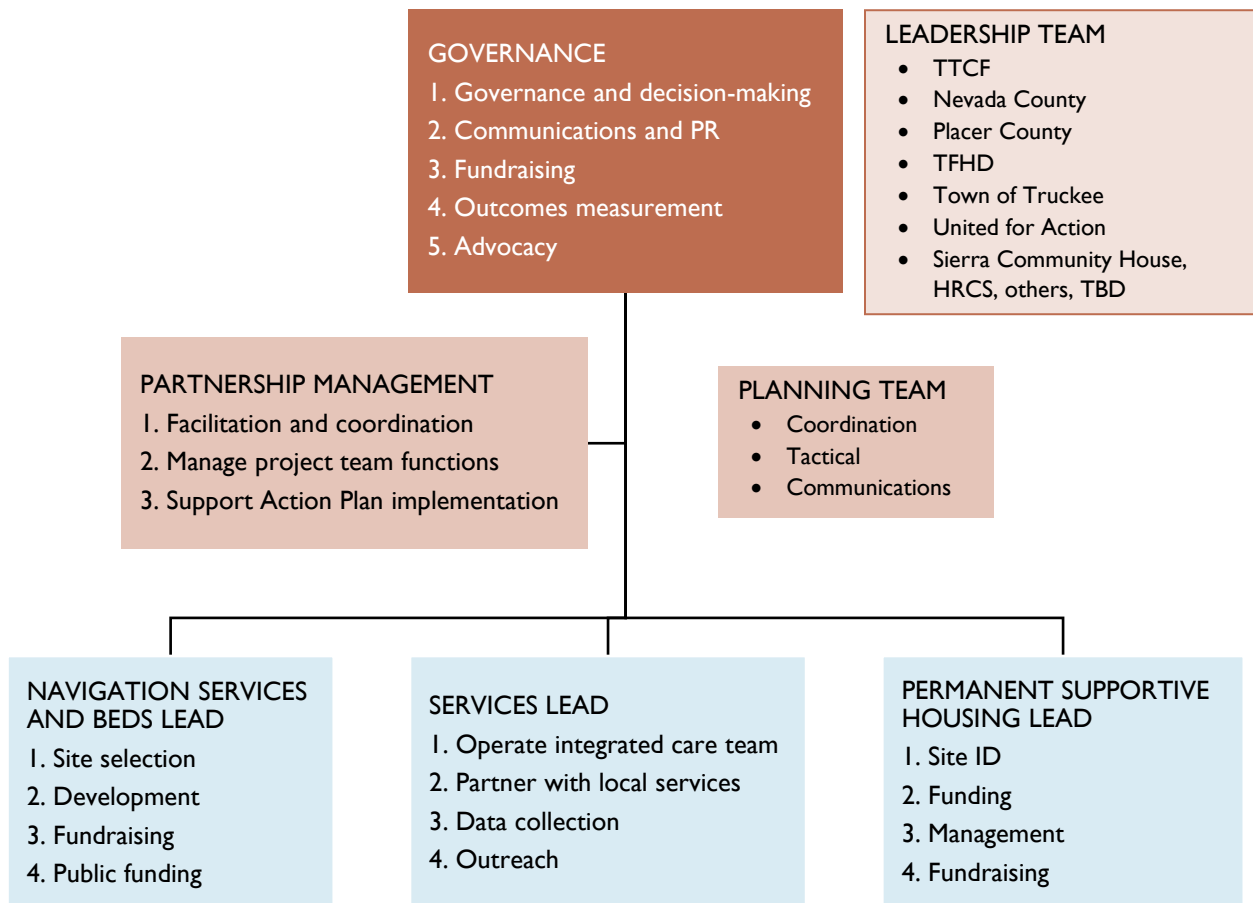 GOVERNANCE
1. Governance and decision-making
2. Communications and PR
3. Fundraising
4. Outcomes measurement
5. Advocacy
LEADERSHIP TEAM
• TTCF
• Nevada County
• Placer County
• TFHD
• Town of Truckee
• United for Action
• Sierra Community House,
HRCS, others, TBD
PARTNERSHIP MANAGEMENT
1. Facilitation and coordination
2. Manage project team functions
3. Support Action Plan implementation
PLANNING TEAM
• Coordination
• Tactical
• Communications
NAVIGATION SERVICES
AND BEDS LEAD
1. Site selection
2. Development
3. Fundraising
4. Public funding
SERVICES LEAD
1. Operate integrated care team
2. Partner with local services
3. Data collection
4. Outreach
PERMANENT SUPPORTIVE
HOUSING LEAD
1. Site ID
2. Funding
3. Management
4. Fundraising